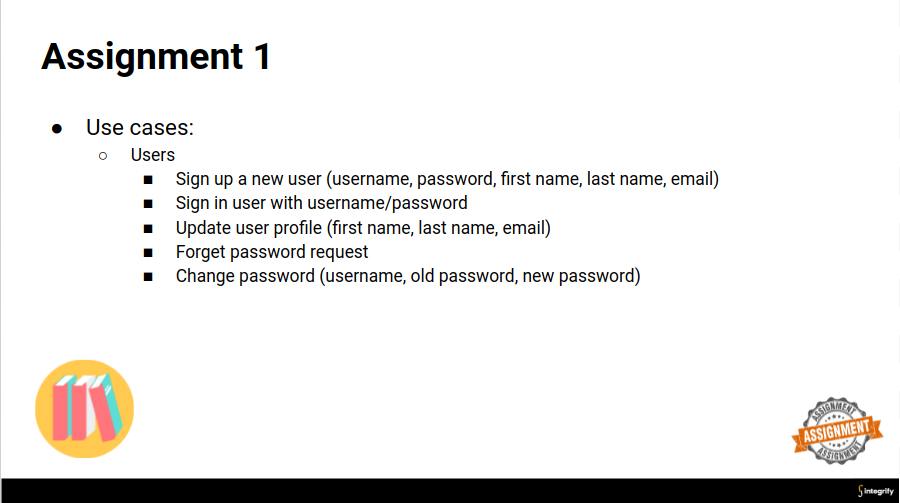 Assignment 1
● Use cases:
○ Users
■ Sign up a new user (username, password, first name, last name, email)
■ Sign in user with username/password
■ Update user profile (first name, last name, email)
■ Forget password request
■ Change password (username, old password, new password)
ASSIGNMENT
ASSIGNMENT
ASSIGNMENT
integrify